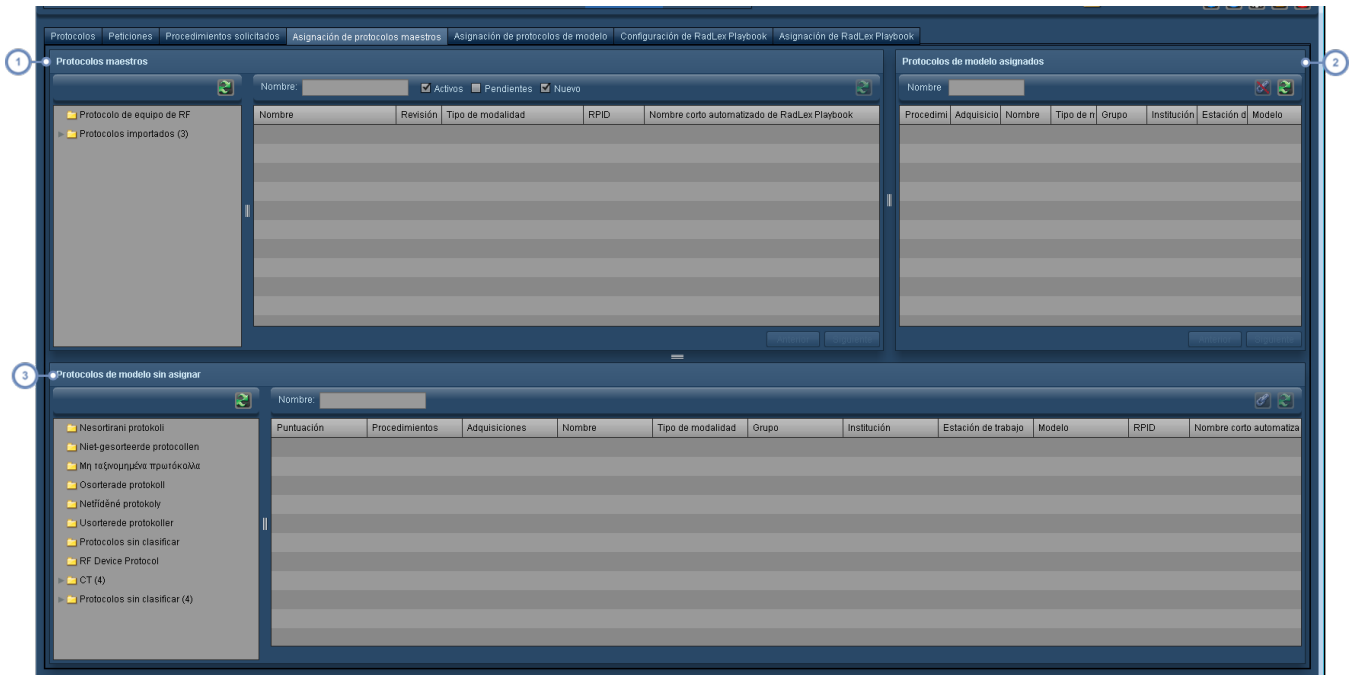 Protocolos Peticiones Procedimientos solicitados Asignación de protocolos maestros Asignación de protocolos de modelo Configuración de RadLex Playbook Asignación de RadLex Playbook
1 Protocolos maestros
Protocolos de modelo asignados 2
Nombre: Activos Pendientes Nuevo
Nombre
Protocolo de equipo de RF
Protocolos importados (3)
Nombre Revisión Tipo de modalidad RPID Nombre corto automatizado de RadLex Playbook
Procedimi Adquisicio Nombre Tipo de m Grupo Institución Estación d Modelo
Anterior Siguiente
Anterior Siguiente
3 Protocolos de modelo sin asignar
Nombre:
Nesortirani protokoli
Niet-gesorteerde protocollen
Μη ταξινομημένα πρωτόκολλα
Osorterade protokoll
Netříděné protokoly
Usorterede protokoller
Protocolos sin clasificar
RF Device Protocol
CT (4)
Protocolos sin clasificar (4)
Puntuación Procedimientos Adquisiciones Nombre Tipo de modalidad Grupo Institución Estación de trabajo Modelo RPID Nombre corto automatiza